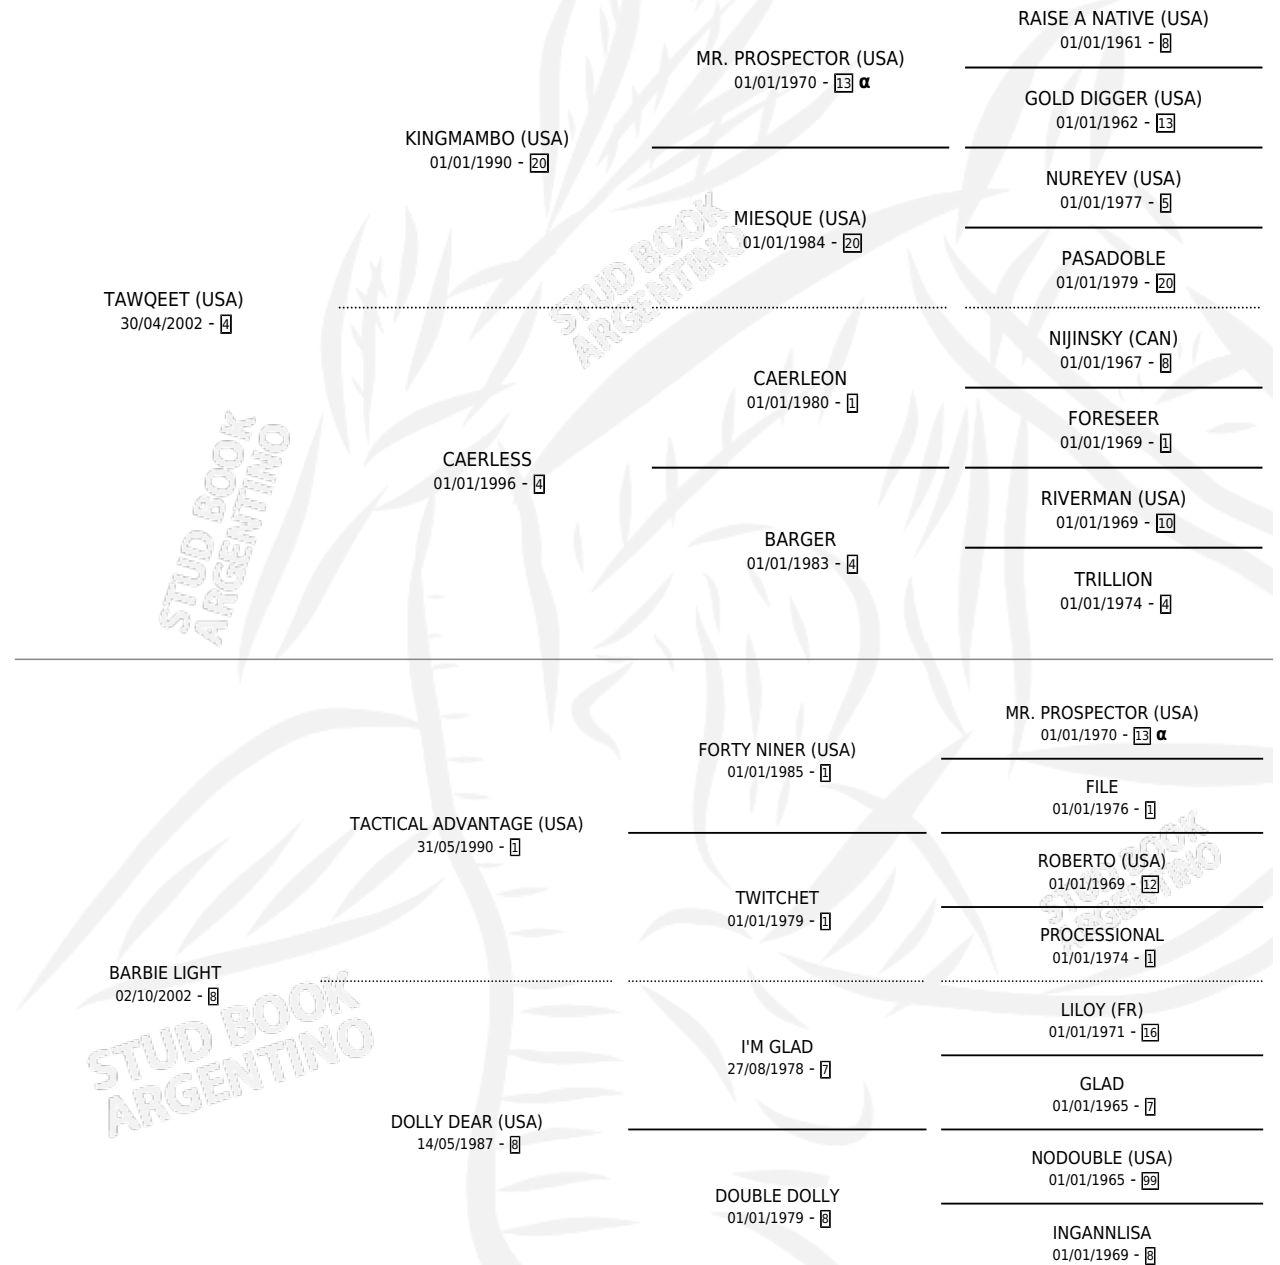 RAISE A NATIVE (USA)
01/01/1961 - 8
MR. PROSPECTOR (USA)
01/01/1970 - 13 α
GOLD DIGGER (USA)
01/01/1962 - 13
KINGMAMBO (USA)
01/01/1990 - 20
NUREYEV (USA)
01/01/1977 - 5
MIESQUE (USA)
01/01/1984 - 20
PASADOBLE
01/01/1979 - 20
TAWQEET (USA)
30/04/2002 - 4
NIJINSKY (CAN)
01/01/1967 - 8
CAERLEON
01/01/1980 - 1
FORESEER
01/01/1969 - 1
CAERLESS
01/01/1996 - 4
RIVERMAN (USA)
01/01/1969 - 10
BARGER
01/01/1983 - 4
TRILLION
01/01/1974 - 4
MR. PROSPECTOR (USA)
01/01/1970 - 13 α
FORTY NINER (USA)
01/01/1985 - 1
FILE
01/01/1976 - 1
TACTICAL ADVANTAGE (USA)
31/05/1990 - 1
ROBERTO (USA)
01/01/1969 - 12
TWITCHET
01/01/1979 - 1
PROCESSIONAL
01/01/1974 - 1
BARBIE LIGHT
02/10/2002 - 8
LILOY (FR)
01/01/1971 - 16
I'M GLAD
27/08/1978 - 7
GLAD
01/01/1965 - 7
DOLLY DEAR (USA)
14/05/1987 - 8
NODOUBLE (USA)
01/01/1965 - 99
DOUBLE DOLLY
01/01/1979 - 8
INGANNLISA
01/01/1969 - 8
STUD BOOK
ARGENTINO
STUD BOOK
ARGENTINO
STUD BOOK
ARGENTINO
STUD BOOK
ARGENTINO